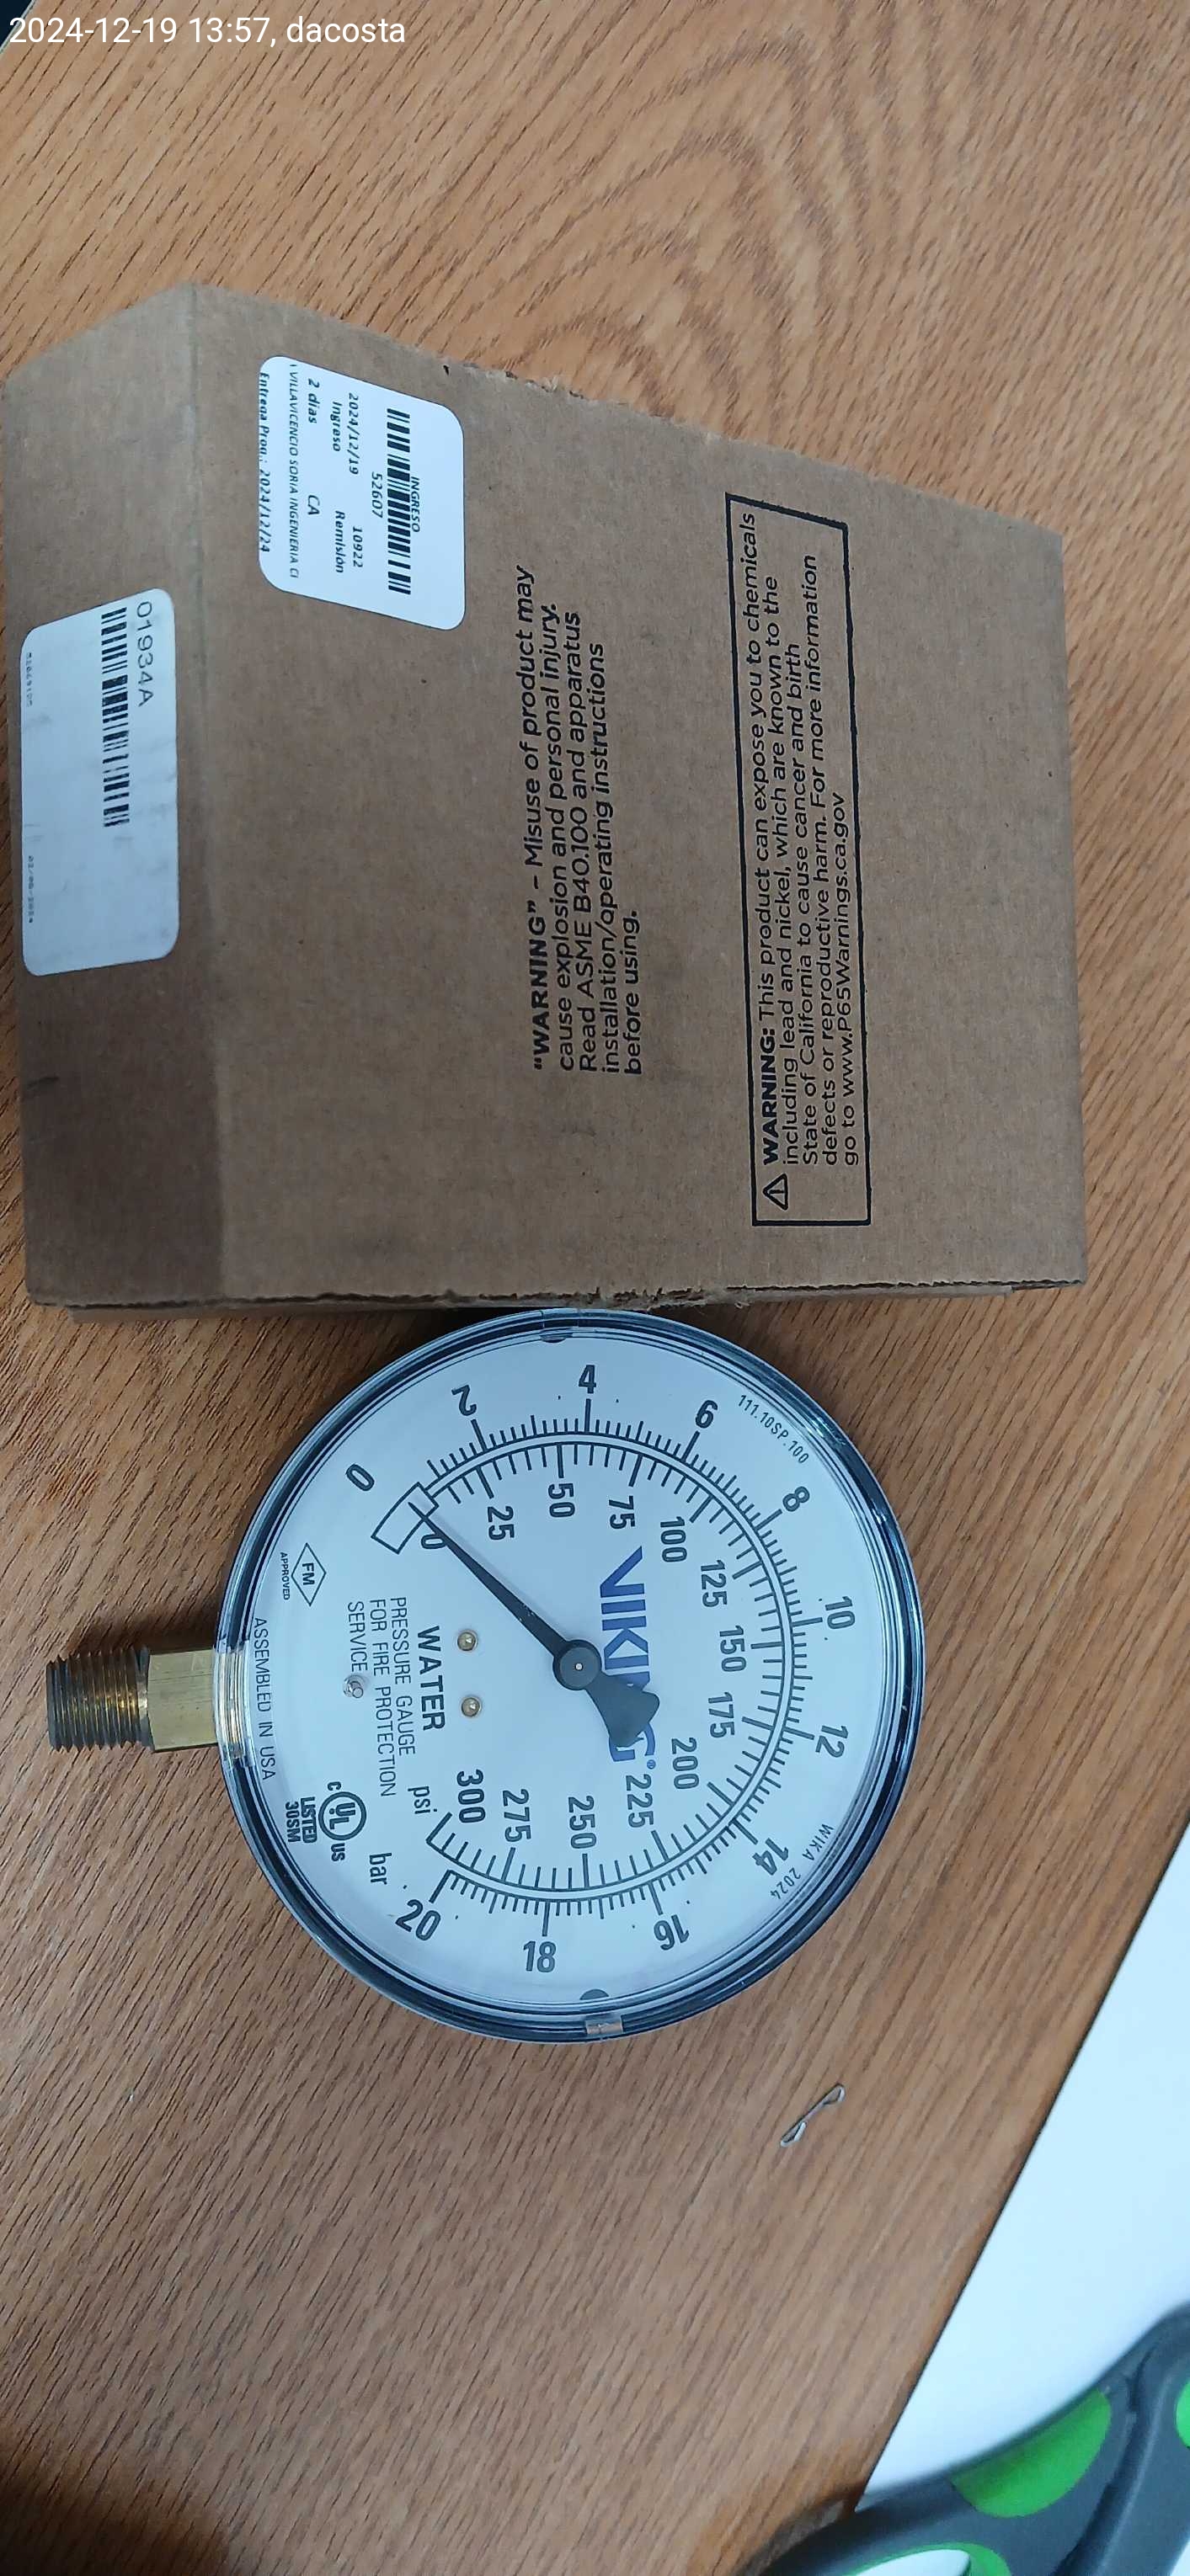 2024-12-19 13:57, dacosta
INGRESO
52607
2024/12/19 10922
Ingreso Remisión
2 días CA
VILLAVICENCIO SORIA INGENIERIA CI
Entrega Prog.: 2024/12/24
01934A
"WARNING" – Misuse of product may
cause explosion and personal injury.
Read ASME B40.100 and apparatus
installation/operating instructions
before using.
⚠ WARNING: This product can expose you to chemicals
including lead and nickel, which are known to the
State of California to cause cancer and birth
defects or reproductive harm. For more information
go to www.P65Warnings.ca.gov
0 2 4 6 8 10 12 14 16 18 20
0 25 50 75 100 125 150 175 200 225 250 275 300
111.10SP.100
WIKA 2024
VIKING®
WATER
psi
bar
PRESSURE GAUGE
FOR FIRE PROTECTION
SERVICE
FM
APPROVED
c UL US
LISTED
30SM
ASSEMBLED IN USA